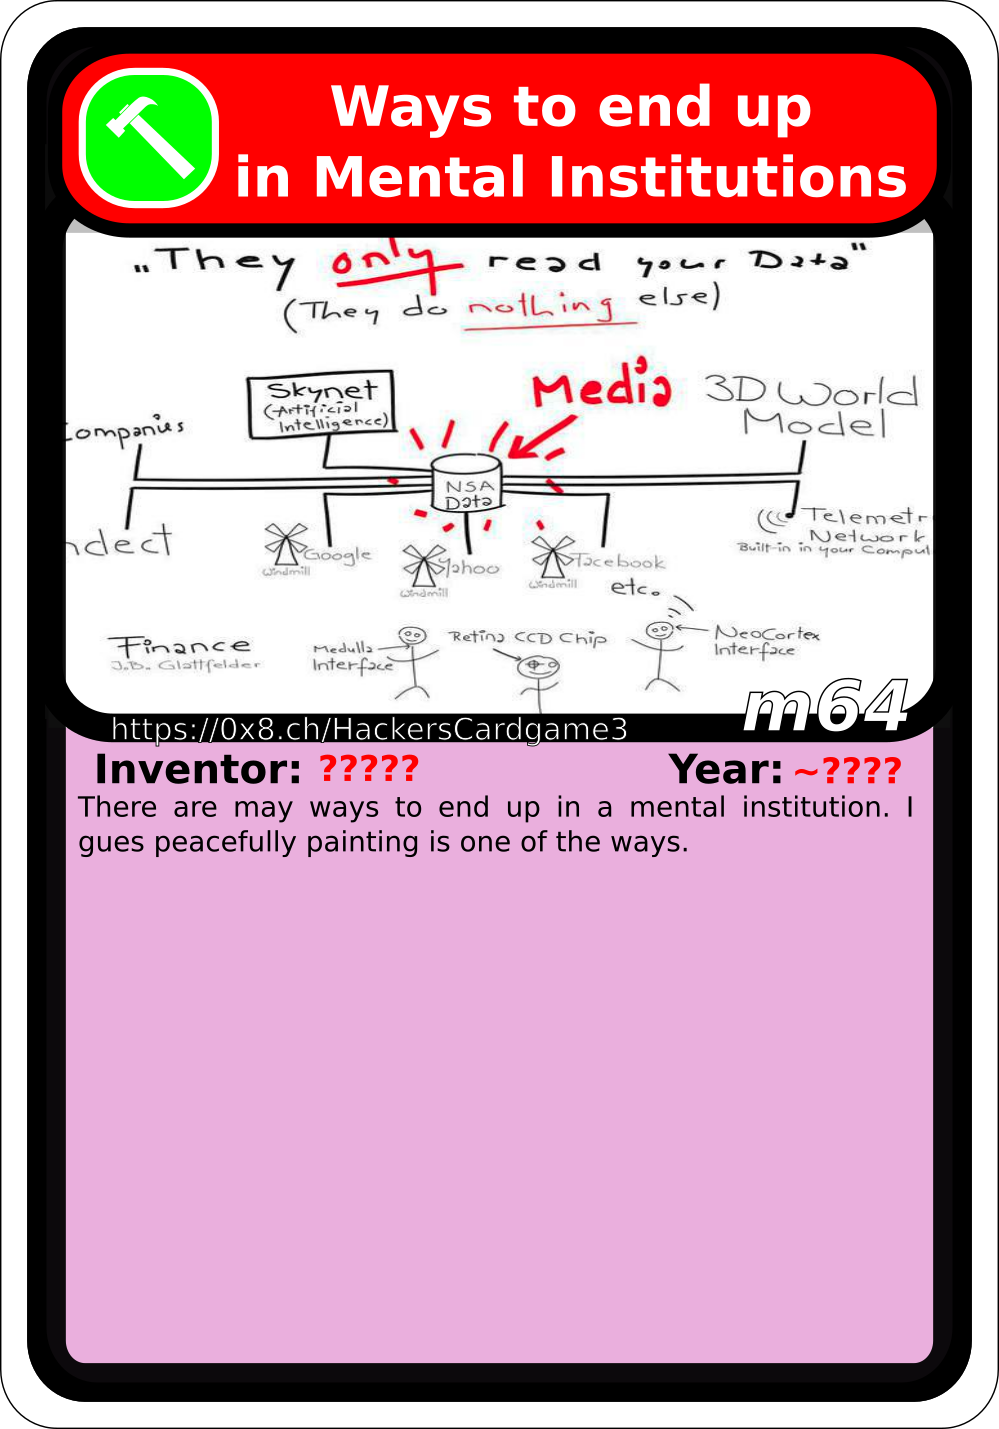 Ways to end up
in Mental Institutions
„They only read your Data"
(They do nothing else)
Media
Skynet
(Artificial
Intelligence)
3D World
Model
ompanies
NSA
Data
ndect
Telemetr
Network
Built-in in your Comput
Google
Windmill
Yahoo
Windmill
Facebook
Windmill
etc.
Finance
J.B. Glattfelder
Medulla
Interface
Retina CCD Chip
NeoCortex
Interface
m64
https://0x8.ch/HackersCardgame3
Inventor: ????? Year: ~????
There are may ways to end up in a mental institution. I
gues peacefully painting is one of the ways.